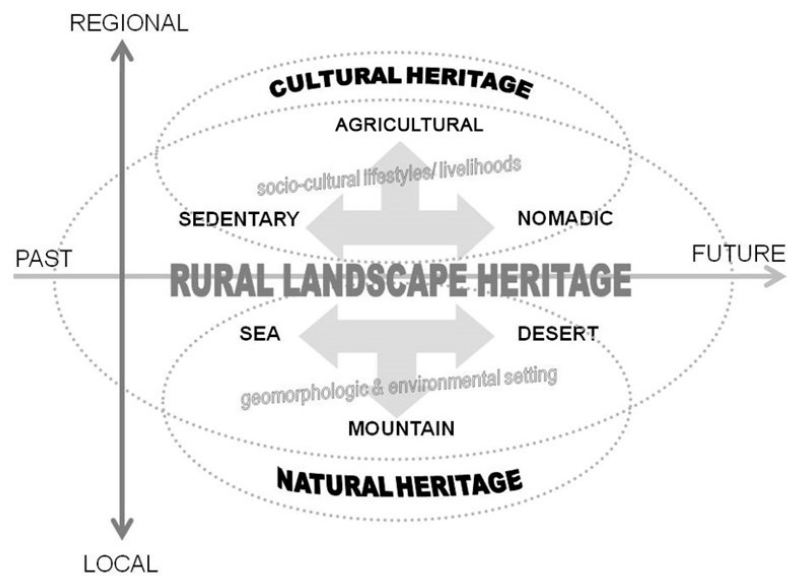 REGIONAL
CULTURAL HERITAGE
AGRICULTURAL
socio-cultural lifestyles/ livelihoods
SEDENTARY
NOMADIC
PAST
FUTURE
RURAL LANDSCAPE HERITAGE
SEA
DESERT
geomorphologic & environmental setting
MOUNTAIN
NATURAL HERITAGE
LOCAL